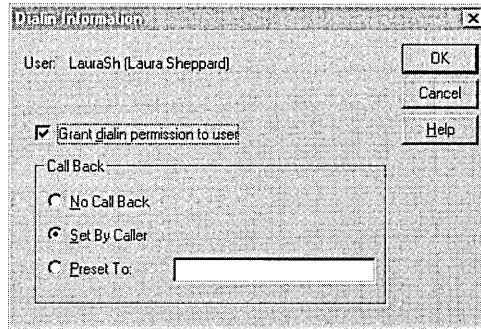 Dialin Information
User: LauraSh (Laura Sheppard)
OK
Cancel
Help
Grant dialin permission to user
Call Back
No Call Back
Set By Caller
Preset To: